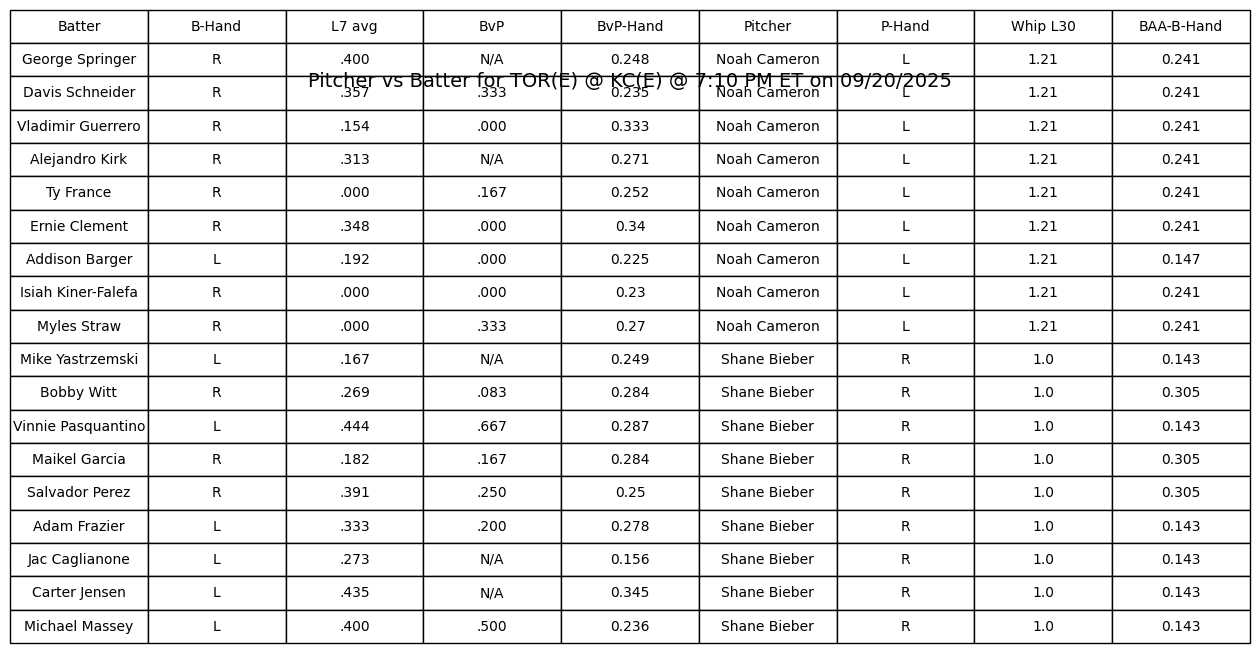 Batter B-Hand L7 avg BvP BvP-Hand Pitcher P-Hand Whip L30 BAA-B-Hand
George Springer R .400 N/A 0.248 Noah Cameron L 1.21 0.241
Pitcher vs Batter for TOR(E) @ KC(E) @ 7:10 PM ET on 09/20/2025
Davis Schneider R .357 .333 0.235 Noah Cameron L 1.21 0.241
Vladimir Guerrero R .154 .000 0.333 Noah Cameron L 1.21 0.241
Alejandro Kirk R .313 N/A 0.271 Noah Cameron L 1.21 0.241
Ty France R .000 .167 0.252 Noah Cameron L 1.21 0.241
Ernie Clement R .348 .000 0.34 Noah Cameron L 1.21 0.241
Addison Barger L .192 .000 0.225 Noah Cameron L 1.21 0.147
Isiah Kiner-Falefa R .000 .000 0.23 Noah Cameron L 1.21 0.241
Myles Straw R .000 .333 0.27 Noah Cameron L 1.21 0.241
Mike Yastrzemski L .167 N/A 0.249 Shane Bieber R 1.0 0.143
Bobby Witt R .269 .083 0.284 Shane Bieber R 1.0 0.305
Vinnie Pasquantino L .444 .667 0.287 Shane Bieber R 1.0 0.143
Maikel Garcia R .182 .167 0.284 Shane Bieber R 1.0 0.305
Salvador Perez R .391 .250 0.25 Shane Bieber R 1.0 0.305
Adam Frazier L .333 .200 0.278 Shane Bieber R 1.0 0.143
Jac Caglianone L .273 N/A 0.156 Shane Bieber R 1.0 0.143
Carter Jensen L .435 N/A 0.345 Shane Bieber R 1.0 0.143
Michael Massey L .400 .500 0.236 Shane Bieber R 1.0 0.143